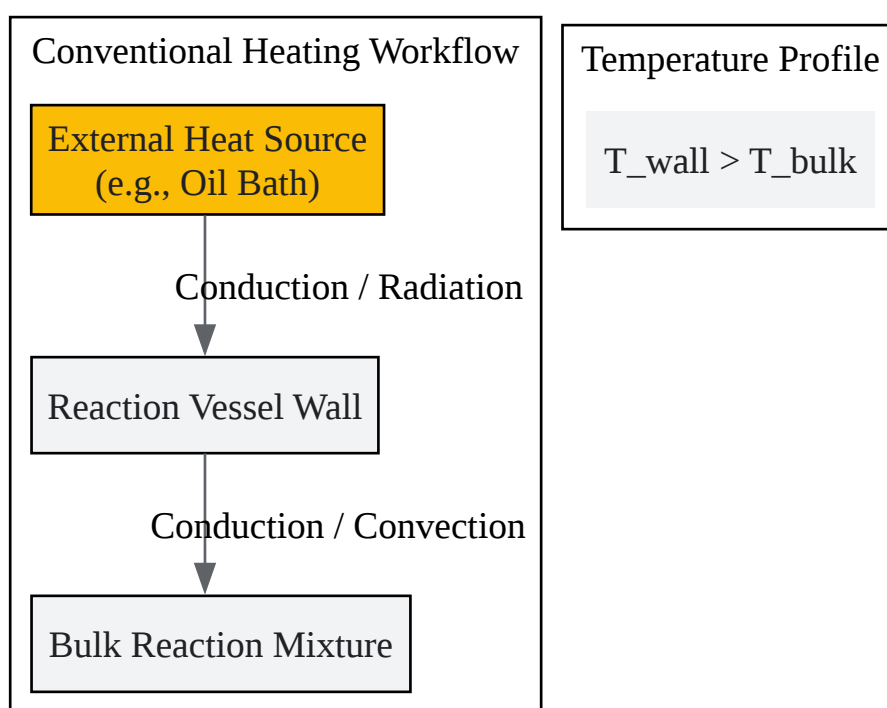 Conventional Heating Workflow
External Heat Source
(e.g., Oil Bath)
Conduction / Radiation
Reaction Vessel Wall
Conduction / Convection
Bulk Reaction Mixture
Temperature Profile
T_wall > T_bulk